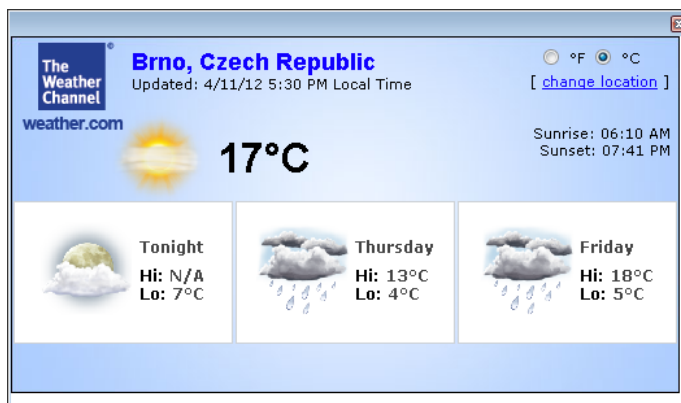 The
Weather
Channel
weather.com
Brno, Czech Republic
Updated: 4/11/12 5:30 PM Local Time
°F °C
[ change location ]
17°C
Sunrise: 06:10 AM
Sunset: 07:41 PM
Tonight
Hi: N/A
Lo: 7°C
Thursday
Hi: 13°C
Lo: 4°C
Friday
Hi: 18°C
Lo: 5°C